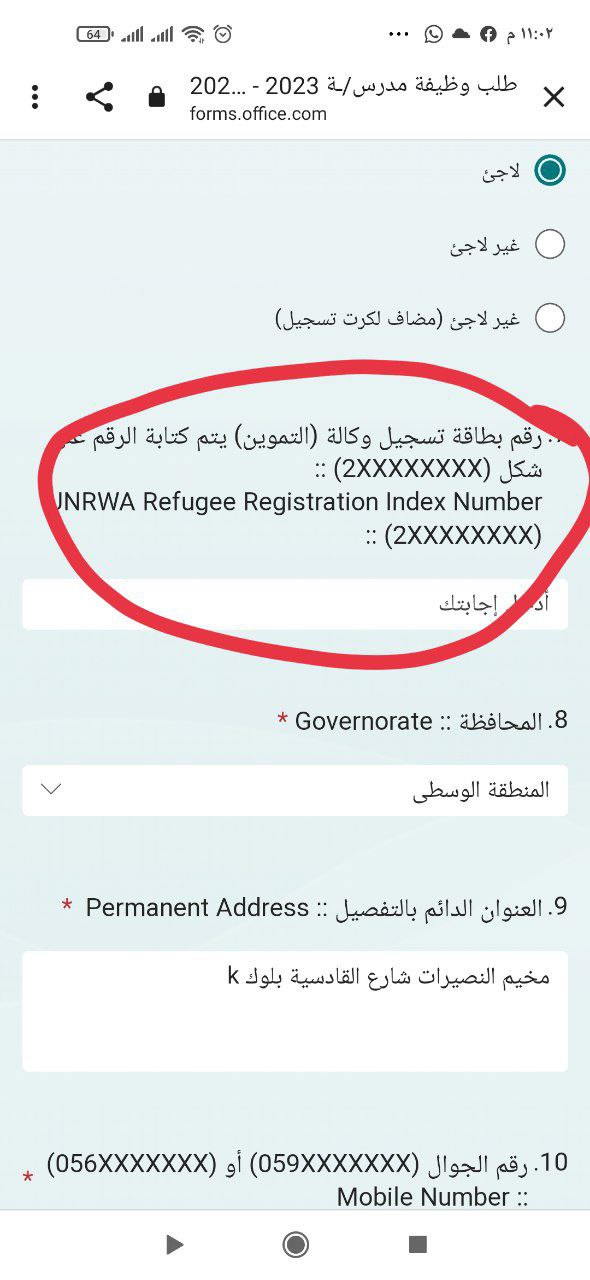 64
١١:٠٢ م
طلب وظيفة مدرس/ـة 2023 - ...202
forms.office.com
لاجئ
غير لاجئ
غير لاجئ (مضاف لكرت تسجيل)
رقم بطاقة تسجيل وكالة (التموين) يتم كتابة الرقم
شكل (2XXXXXXXX) ::
UNRWA Refugee Registration Index Number
(2XXXXXXXX) ::
أدخل إجابتك
8. المحافظة :: Governorate *
المنطقة الوسطى
9. العنوان الدائم بالتفصيل :: Permanent Address *
مخيم النصيرات شارع القادسية بلوك k
10. رقم الجوال (059XXXXXXX) أو (056XXXXXXX)
:: Mobile Number *